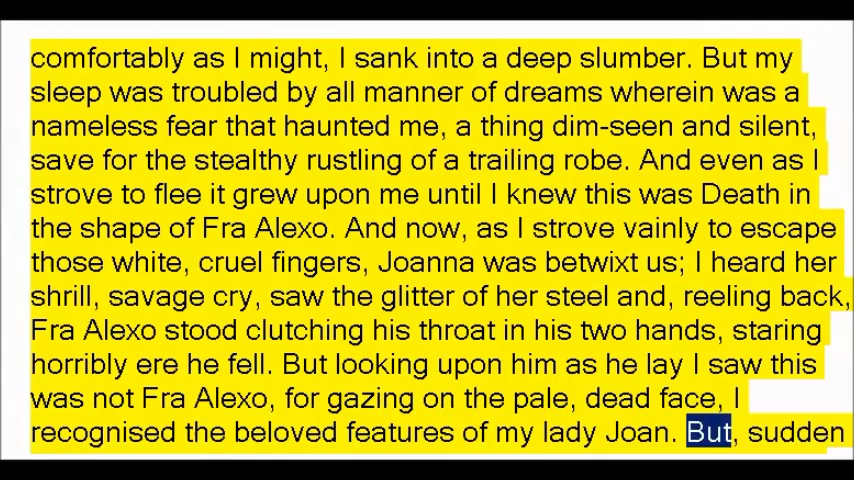 comfortably as I might, I sank into a deep slumber. But my
sleep was troubled by all manner of dreams wherein was a
nameless fear that haunted me, a thing dim-seen and silent,
save for the stealthy rustling of a trailing robe. And even as I
strove to flee it grew upon me until I knew this was Death in
the shape of Fra Alexo. And now, as I strove vainly to escape
those white, cruel fingers, Joanna was betwixt us; I heard her
shrill, savage cry, saw the glitter of her steel and, reeling back,
Fra Alexo stood clutching his throat in his two hands, staring
horribly ere he fell. But looking upon him as he lay I saw this
was not Fra Alexo, for gazing on the pale, dead face, I
recognised the beloved features of my lady Joan. But, sudden